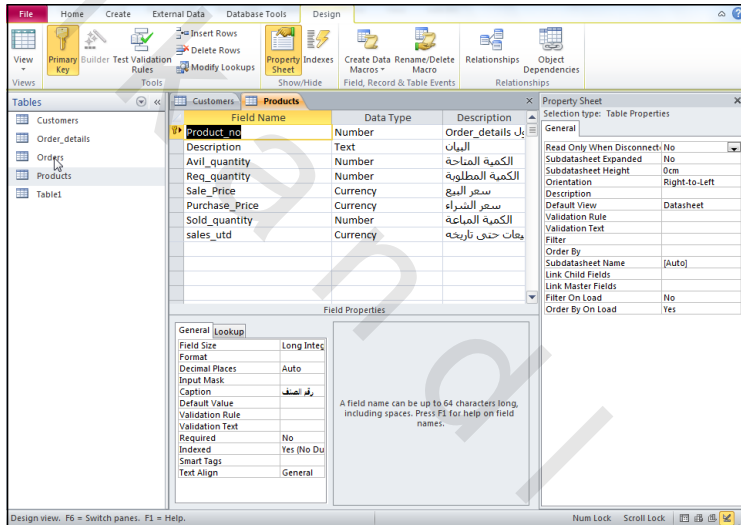 File Home Create External Data Database Tools Design
View
Views
Primary Key
Builder
Test Validation Rules
Insert Rows
Delete Rows
Modify Lookups
Tools
Property Sheet
Indexes
Show/Hide
Create Data Macros
Rename/Delete Macro
Field, Record & Table Events
Relationships
Object Dependencies
Relationships
Tables
Customers
Order_details
Orders
Products
Table1
Customers Products
Field Name Data Type Description
Product_no Number Order_details
Description Text البيان
Avil_quantity Number الكمية المتاحة
Req_quantity Number الكمية المطلوبة
Sale_Price Currency سعر البيع
Purchase_Price Currency سعر الشراء
Sold_quantity Number الكمية المباعة
sales_utd Currency يعات حتى تاريخه
Field Properties
General Lookup
Field Size Long Integ
Format
Decimal Places Auto
Input Mask
Caption رقم الصنف
Default Value
Validation Rule
Validation Text
Required No
Indexed Yes (No Du
Smart Tags
Text Align General
A field name can be up to 64 characters long,
including spaces. Press F1 for help on field
names.
Property Sheet
Selection type: Table Properties
General
Read Only When Disconnect No
Subdatasheet Expanded No
Subdatasheet Height 0cm
Orientation Right-to-Left
Description
Default View Datasheet
Validation Rule
Validation Text
Filter
Order By
Subdatasheet Name [Auto]
Link Child Fields
Link Master Fields
Filter On Load No
Order By On Load Yes
Design view. F6 = Switch panes. F1 = Help.
Num Lock Scroll Lock